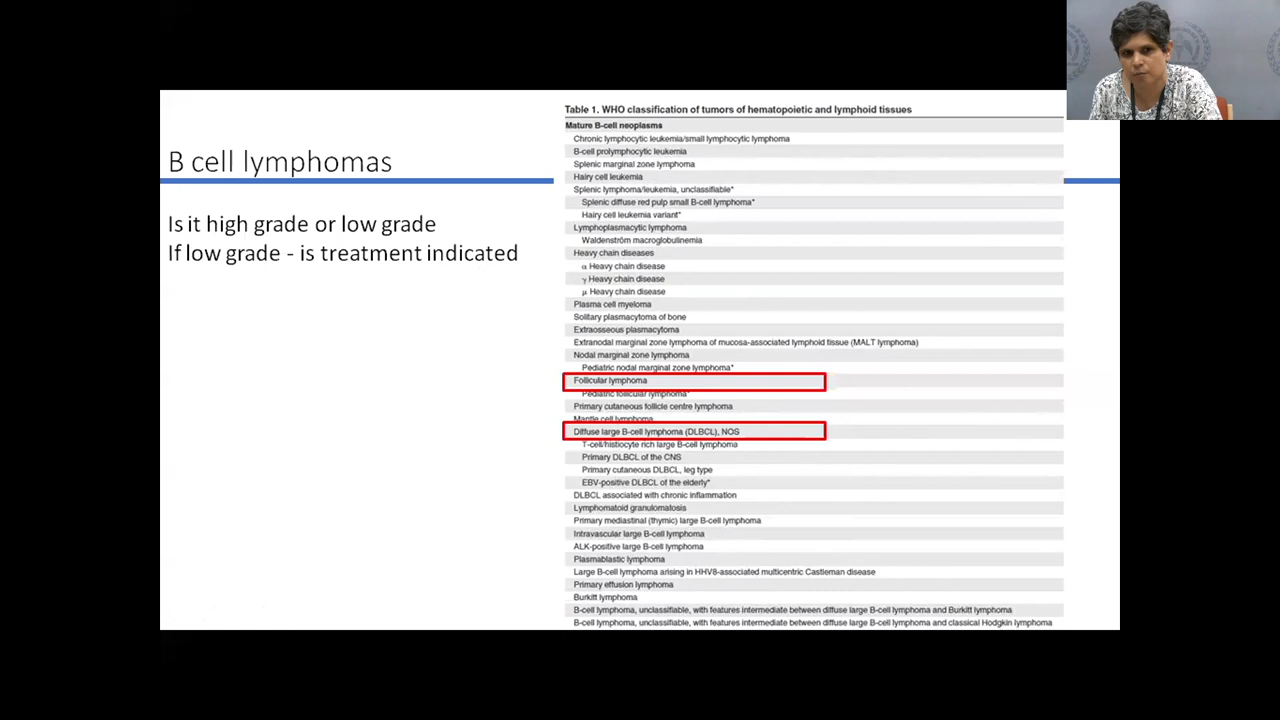 B cell lymphomas
Is it high grade or low grade
If low grade - is treatment indicated
Table 1. WHO classification of tumors of hematopoietic and lymphoid tissues
Mature B-cell neoplasms
Chronic lymphocytic leukemia/small lymphocytic lymphoma
B-cell prolymphocytic leukemia
Splenic marginal zone lymphoma
Hairy cell leukemia
Splenic lymphoma/leukemia, unclassifiable*
Splenic diffuse red pulp small B-cell lymphoma*
Hairy cell leukemia variant*
Lymphoplasmacytic lymphoma
Waldenström macroglobulinemia
Heavy chain diseases
α Heavy chain disease
γ Heavy chain disease
μ Heavy chain disease
Plasma cell myeloma
Solitary plasmacytoma of bone
Extraosseous plasmacytoma
Extranodal marginal zone lymphoma of mucosa-associated lymphoid tissue (MALT lymphoma)
Nodal marginal zone lymphoma
Pediatric nodal marginal zone lymphoma*
Follicular lymphoma
Pediatric follicular lymphoma*
Primary cutaneous follicle centre lymphoma
Mantle cell lymphoma
Diffuse large B-cell lymphoma (DLBCL), NOS
T-cell/histiocyte rich large B-cell lymphoma
Primary DLBCL of the CNS
Primary cutaneous DLBCL, leg type
EBV-positive DLBCL of the elderly*
DLBCL associated with chronic inflammation
Lymphomatoid granulomatosis
Primary mediastinal (thymic) large B-cell lymphoma
Intravascular large B-cell lymphoma
ALK-positive large B-cell lymphoma
Plasmablastic lymphoma
Large B-cell lymphoma arising in HHV8-associated multicentric Castleman disease
Primary effusion lymphoma
Burkitt lymphoma
B-cell lymphoma, unclassifiable, with features intermediate between diffuse large B-cell lymphoma and Burkitt lymphoma
B-cell lymphoma, unclassifiable, with features intermediate between diffuse large B-cell lymphoma and classical Hodgkin lymphoma